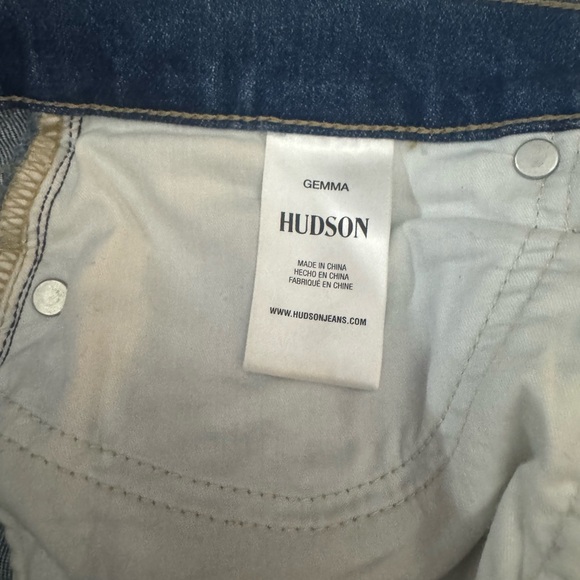 GEMMA
HUDSON
MADE IN CHINA
HECHO EN CHINA
FABRIQUÉ EN CHINE
WWW.HUDSONJEANS.COM